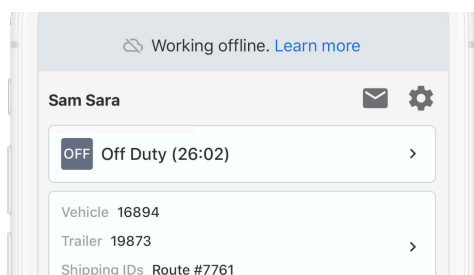 Working offline. Learn more
Sam Sara
OFF Off Duty (26:02)
Vehicle 16894
Trailer 19873
Shipping IDs Route #7761